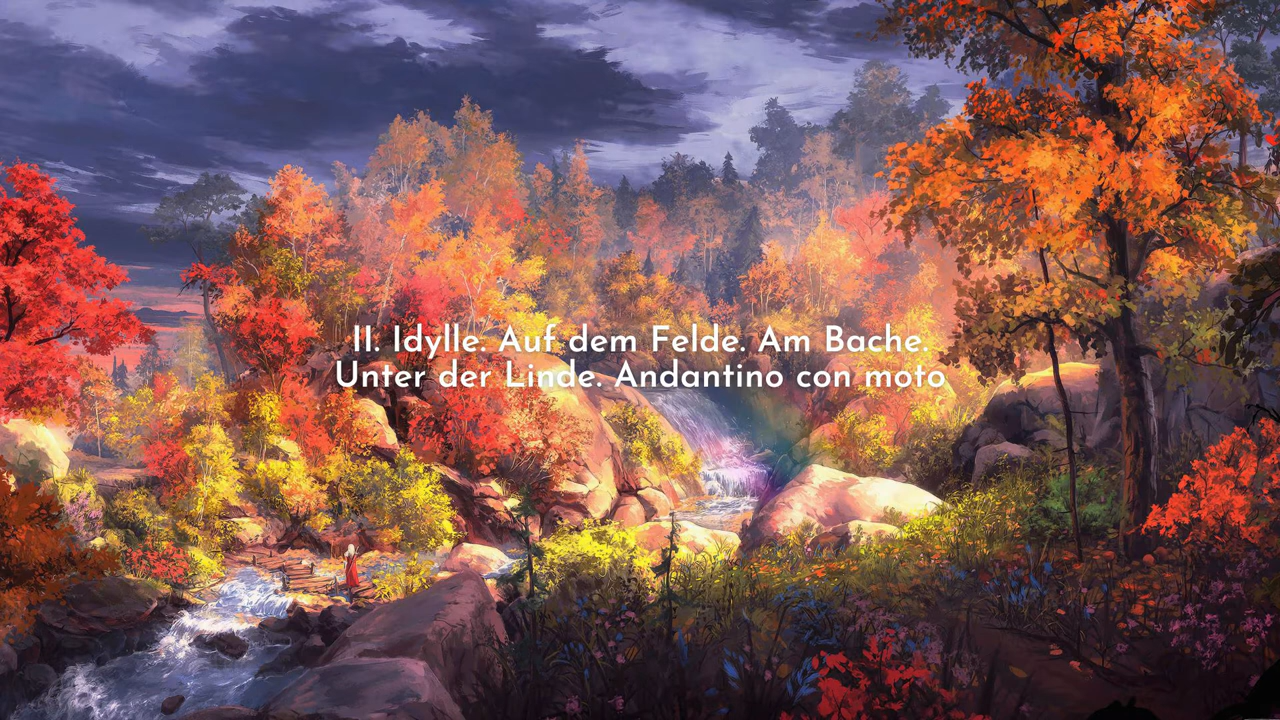 II. Idylle. Auf dem Felde. Am Bache.
Unter der Linde. Andantino con moto